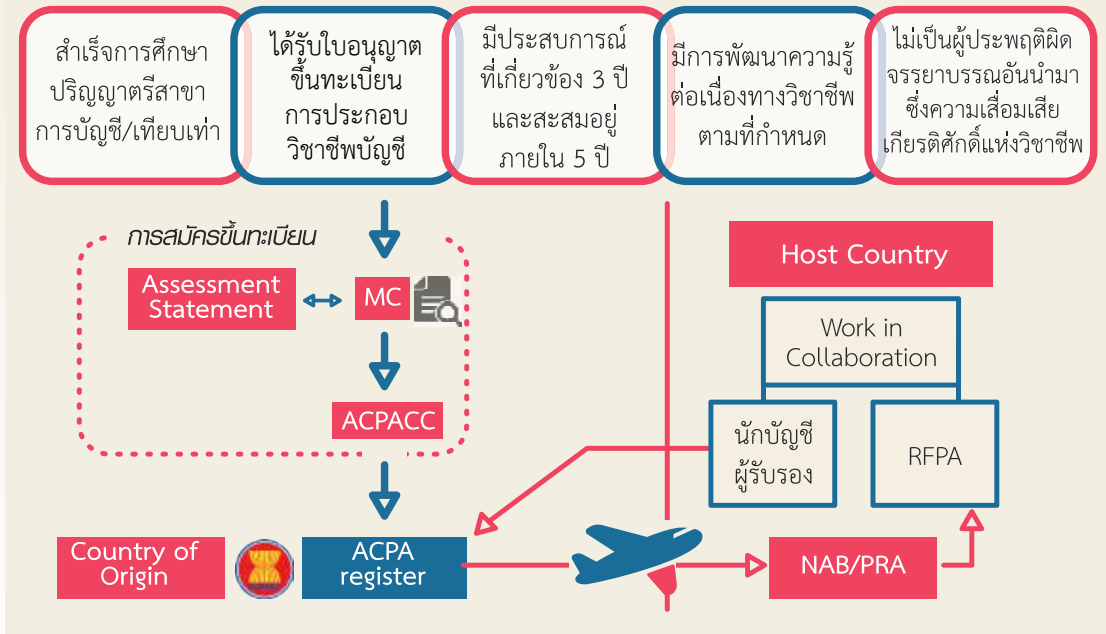 สำเร็จการศึกษา
ปริญญาตรีสาขา
การบัญชี/เทียบเท่า
ได้รับใบอนุญาต
ขึ้นทะเบียน
การประกอบ
วิชาชีพบัญชี
มีประสบการณ์
ที่เกี่ยวข้อง 3 ปี
และสะสมอยู่
ภายใน 5 ปี
มีการพัฒนาความรู้
ต่อเนื่องทางวิชาชีพ
ตามที่กำหนด
ไม่เป็นผู้ประพฤติผิด
จรรยาบรรณอันนำมา
ซึ่งความเสื่อมเสีย
เกียรติศักดิ์แห่งวิชาชีพ
การสมัครขึ้นทะเบียน
Assessment
Statement
MC
ACPACC
Country of
Origin
ACPA
register
Host Country
Work in
Collaboration
นักบัญชี
ผู้รับรอง
RFPA
NAB/PRA